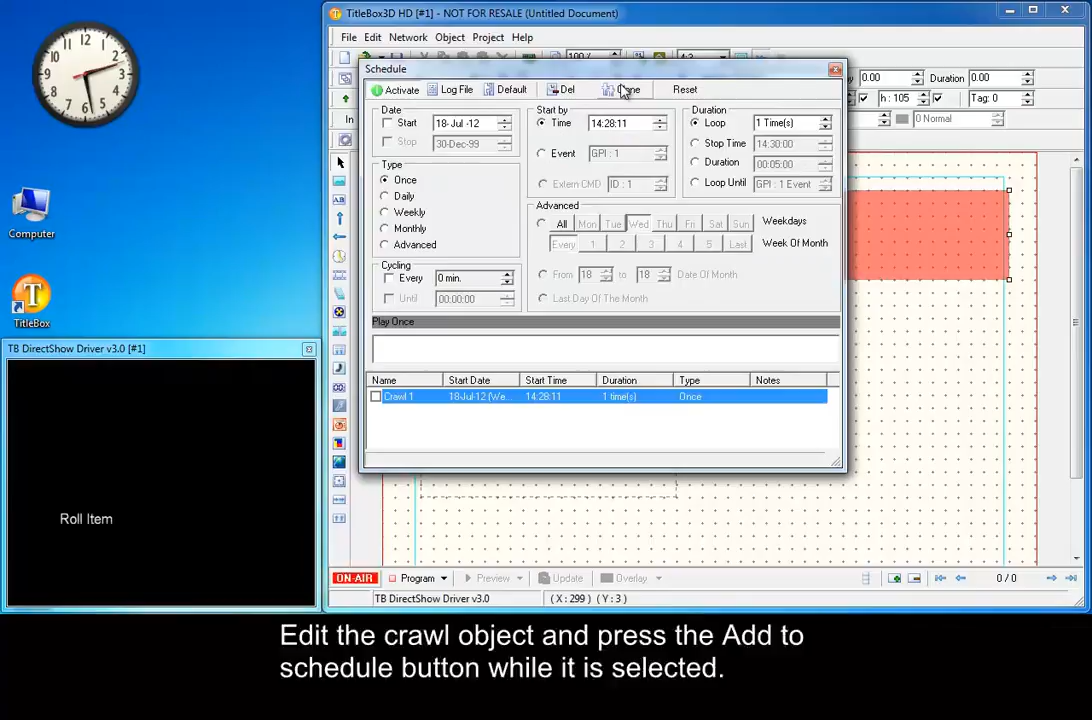 TitleBox3D HD [#1] - NOT FOR RESALE (Untitled Document)
File Edit Network Object Project Help
Schedule
Activate Log File Default Del Clone Reset
0.00 Duration 0.00
h : 105 Tag: 0
0 Normal
Date
Start 18-Jul -12
Stop 30-Dec-99
Type
Once
Daily
Weekly
Monthly
Advanced
Cycling
Every 0 min.
Until 00:00:00
Start by
Time 14:28:11
Event GPI : 1
Extern CMD ID : 1
Duration
Loop 1 Time(s)
Stop Time 14:30:00
Duration 00:05:00
Loop Until GPI : 1 Event
Advanced
All Mon Tue Wed Thu Fri Sat Sun Weekdays
Every 1 2 3 4 5 Last Week Of Month
From 18 to 18 Date Of Month
Last Day Of The Month
Play Once
Name Start Date Start Time Duration Type Notes
Crawl 1 18-Jul-12 (We... 14:28:11 1 time(s) Once
Computer
TitleBox
TB DirectShow Driver v3.0 [#1]
Roll Item
ON-AIR Program Preview Update Overlay 0 / 0
TB DirectShow Driver v3.0 ( X : 299 ) ( Y : 3 )
Edit the crawl object and press the Add to
schedule button while it is selected.